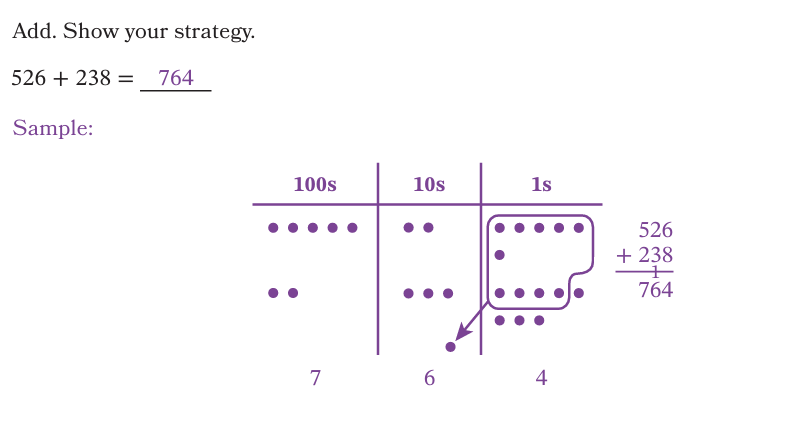 Add. Show your strategy.
526 + 238 = 764
Sample:
100s 10s 1s
526
+ 238
1
764
7 6 4